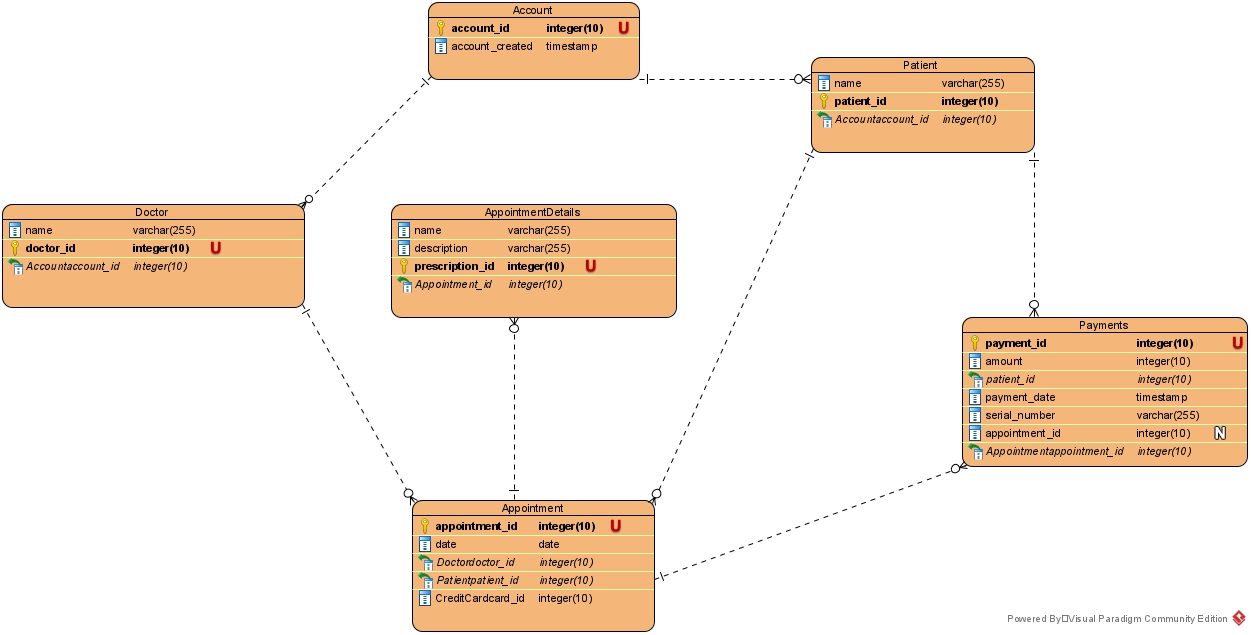 Account
account_id integer(10) U
account_created timestamp
Patient
name varchar(255)
patient_id integer(10)
Accountaccount_id integer(10)
Doctor
name varchar(255)
doctor_id integer(10) U
Accountaccount_id integer(10)
AppointmentDetails
name varchar(255)
description varchar(255)
prescription_id integer(10) U
Appointment_id integer(10)
Payments
payment_id integer(10) U
amount integer(10)
patient_id integer(10)
payment_date timestamp
serial_number varchar(255)
appointment_id integer(10) N
Appointmentappointment_id integer(10)
Appointment
appointment_id integer(10) U
date date
Doctordoctor_id integer(10)
Patientpatient_id integer(10)
CreditCardcard_id integer(10)
Powered By□Visual Paradigm Community Edition